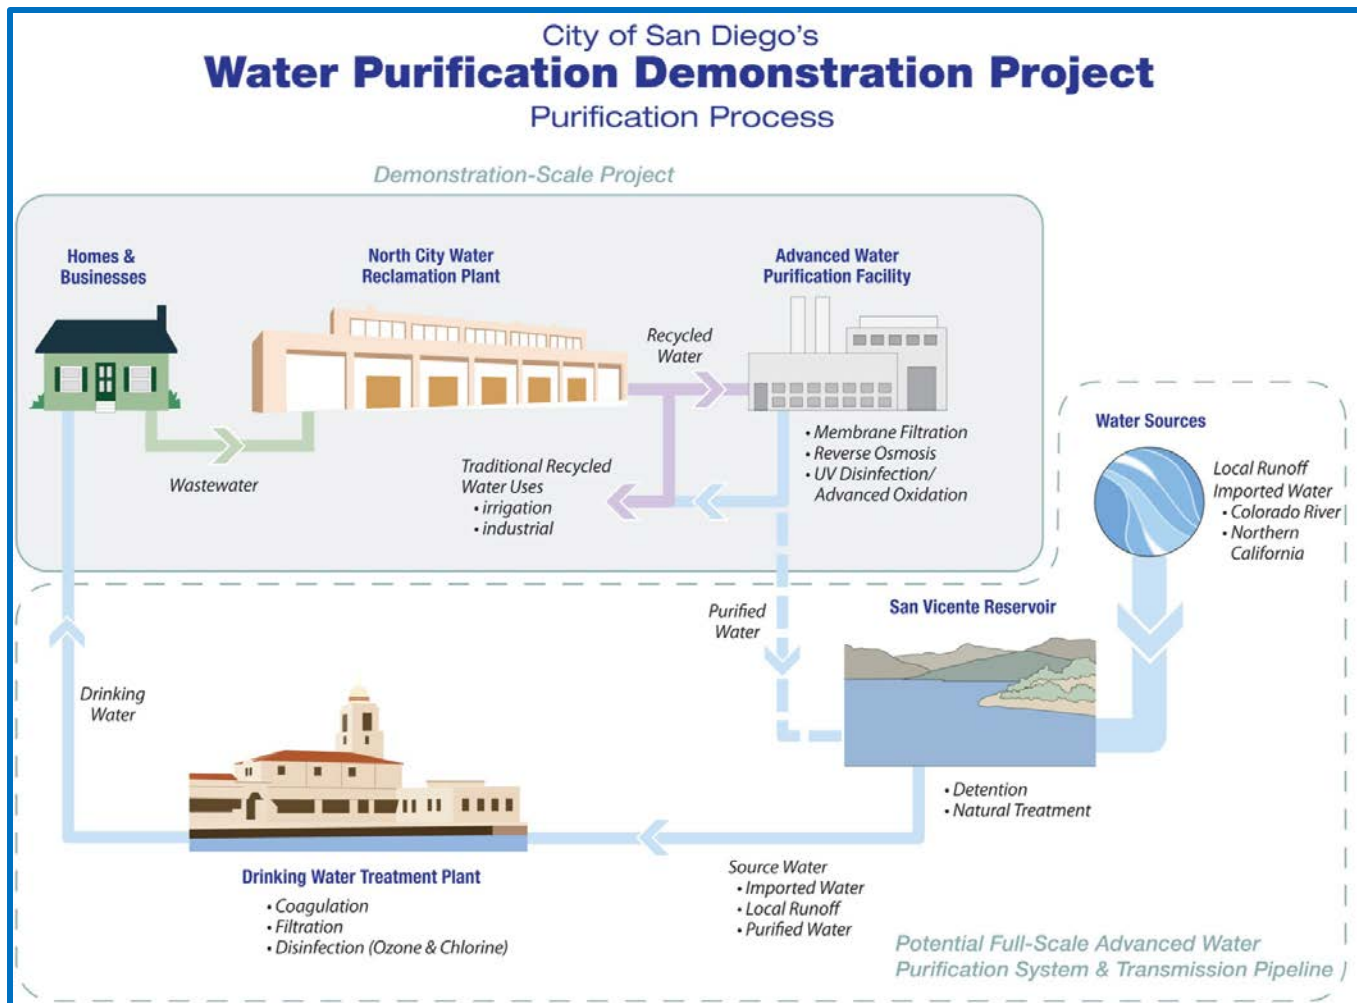 City of San Diego's
Water Purification Demonstration Project
Purification Process
Demonstration-Scale Project
Homes &
Businesses
North City Water
Reclamation Plant
Advanced Water
Purification Facility
Recycled
Water
• Membrane Filtration
• Reverse Osmosis
• UV Disinfection/
Advanced Oxidation
Wastewater
Traditional Recycled
Water Uses
• irrigation
• industrial
Water Sources
Local Runoff
Imported Water
• Colorado River
• Northern
California
Purified
Water
San Vicente Reservoir
• Detention
• Natural Treatment
Drinking
Water
Drinking Water Treatment Plant
• Coagulation
• Filtration
• Disinfection (Ozone & Chlorine)
Source Water
• Imported Water
• Local Runoff
• Purified Water
Potential Full-Scale Advanced Water
Purification System & Transmission Pipeline